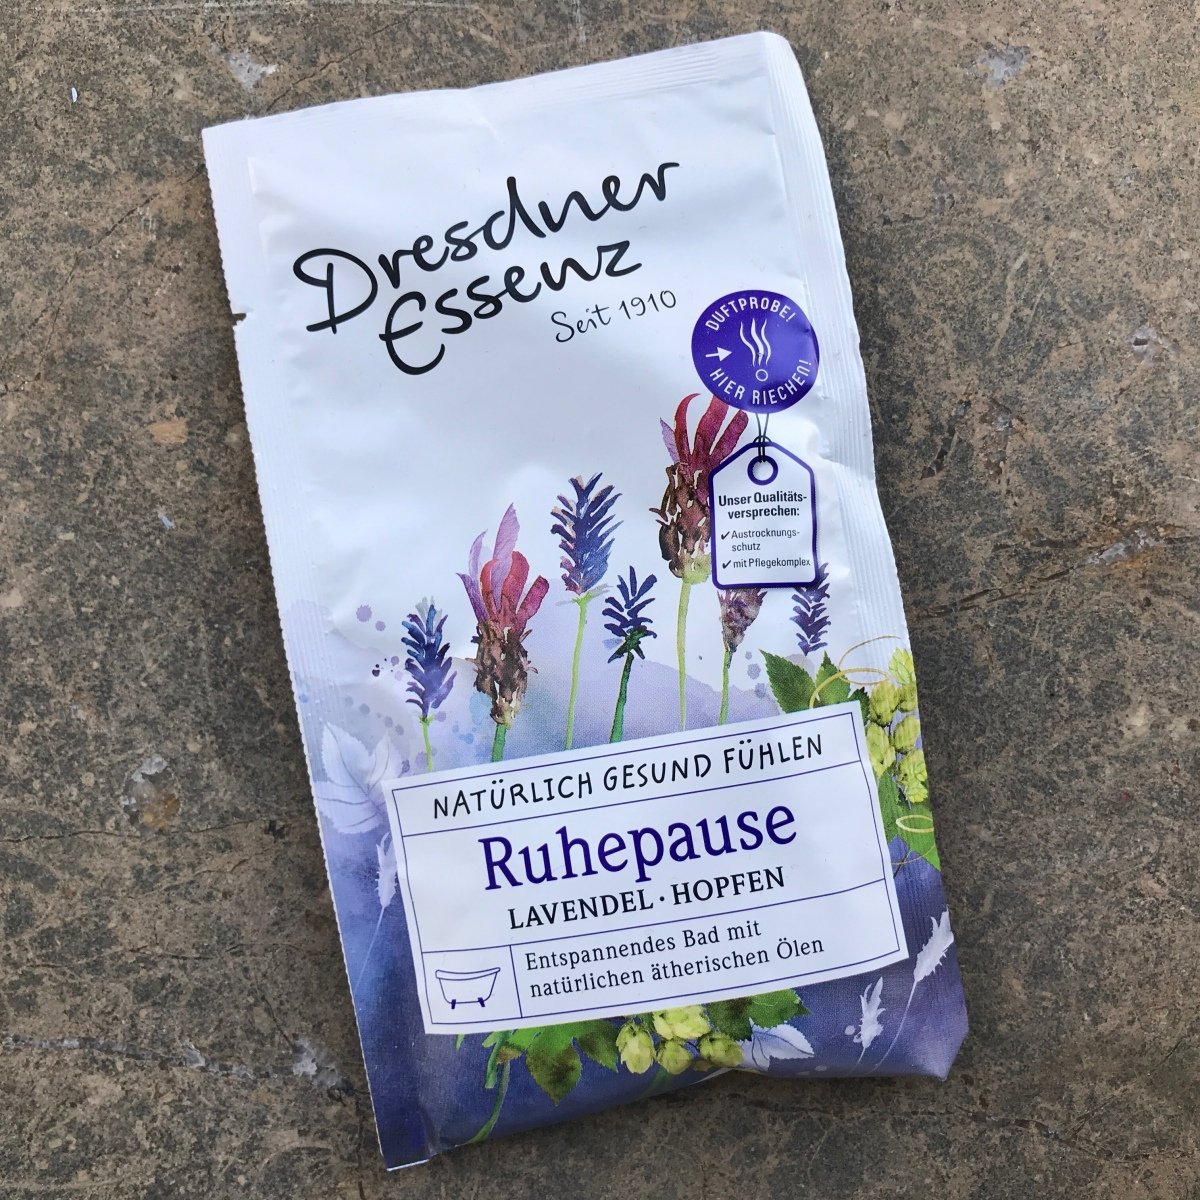 Dresdner
Essenz
Seit 1910
DUFTPROBE!
HIER RIECHEN!
Unser Qualitäts-
versprechen:
✓ Austrocknungs-
schutz
✓ mit Pflegekomplex
NATÜRLICH GESUND FÜHLEN
Ruhepause
LAVENDEL · HOPFEN
Entspannendes Bad mit
natürlichen ätherischen Ölen